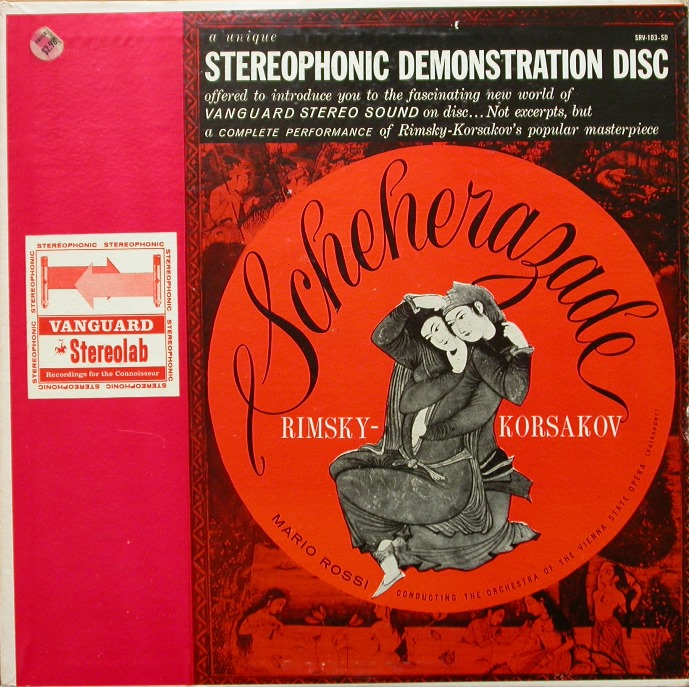 $2.98
a unique
SRV-103-SD
STEREOPHONIC DEMONSTRATION DISC
offered to introduce you to the fascinating new world of
VANGUARD STEREO SOUND on disc...Not excerpts, but
a COMPLETE PERFORMANCE of Rimsky-Korsakov's popular masterpiece
Scheherazade
RIMSKY-KORSAKOV
MARIO ROSSI
CONDUCTING THE ORCHESTRA OF THE VIENNA STATE OPERA (Volksoper)
STEREOPHONIC STEREOPHONIC
STEREOPHONIC STEREOPHONIC
STEREOPHONIC STEREOPHONIC
STEREOPHONIC STEREOPHONIC
VANGUARD
Stereolab
Recordings for the Connoisseur